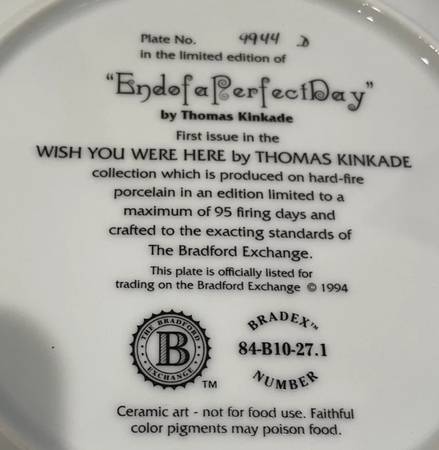 Plate No. 4944 D
in the limited edition of
“End of a Perfect Day”
by Thomas Kinkade
First issue in the
WISH YOU WERE HERE by THOMAS KINKADE
collection which is produced on hard-fire
porcelain in an edition limited to a
maximum of 95 firing days and
crafted to the exacting standards of
The Bradford Exchange.
This plate is officially listed for
trading on the Bradford Exchange © 1994
THE BRADFORD
B
EXCHANGE
TM
BRADEX™
84-B10-27.1
NUMBER
Ceramic art - not for food use. Faithful
color pigments may poison food.